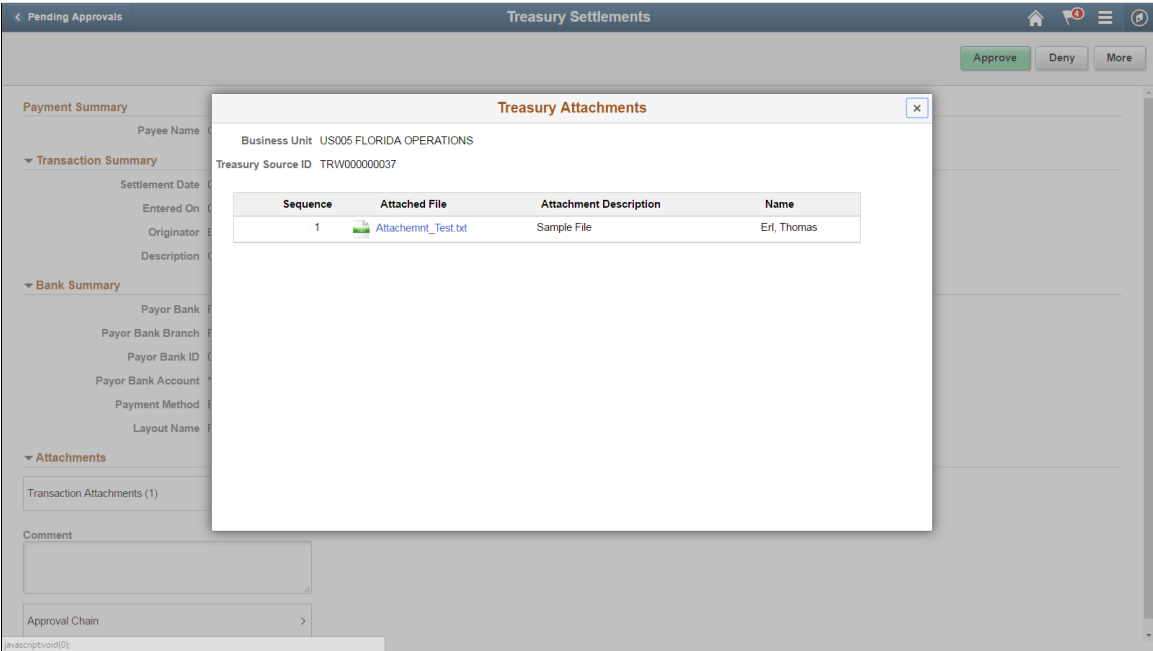 Pending Approvals
Treasury Settlements
4
Approve
Deny
More
Payment Summary
Payee Name
Transaction Summary
Settlement Date
Entered On
Originator
Description
Bank Summary
Payor Bank
Payor Bank Branch
Payor Bank ID
Payor Bank Account *
Payment Method
Layout Name
Attachments
Transaction Attachments (1)
Comment
Approval Chain
javascript:void(0);
Treasury Attachments
Business Unit US005 FLORIDA OPERATIONS
Treasury Source ID TRW000000037
Sequence Attached File Attachment Description Name
1 Attachemnt_Test.txt Sample File Erl, Thomas